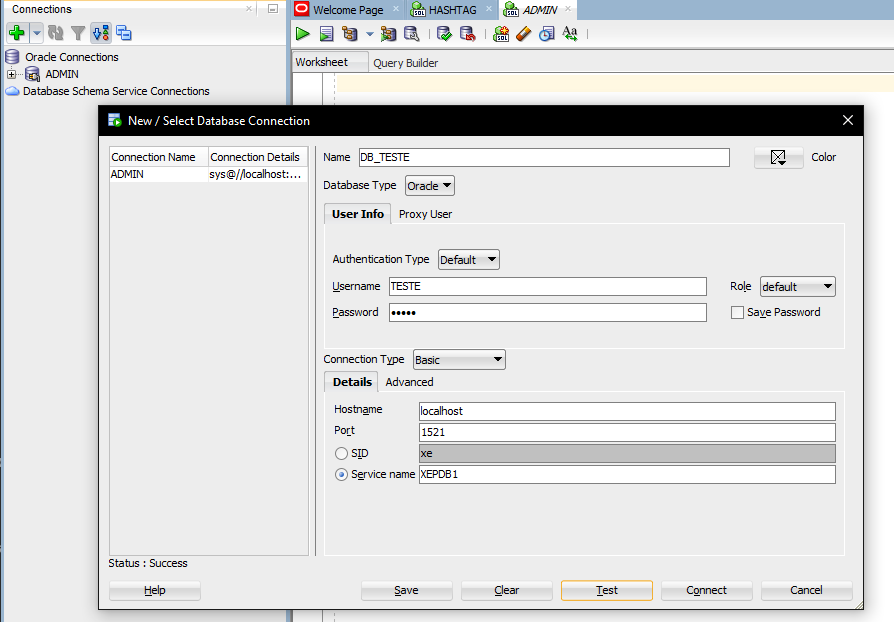 Connections
Welcome Page
HASHTAG
ADMIN
Oracle Connections
ADMIN
Database Schema Service Connections
Worksheet
Query Builder
New / Select Database Connection
Connection Name
Connection Details
ADMIN
sys@//localhost:...
Name
DB_TESTE
Color
Database Type
Oracle
User Info
Proxy User
Authentication Type
Default
Username
TESTE
Role
default
Password
•••••
Save Password
Connection Type
Basic
Details
Advanced
Hostname
localhost
Port
1521
SID
xe
Service name
XEPDB1
Status : Success
Help
Save
Clear
Test
Connect
Cancel